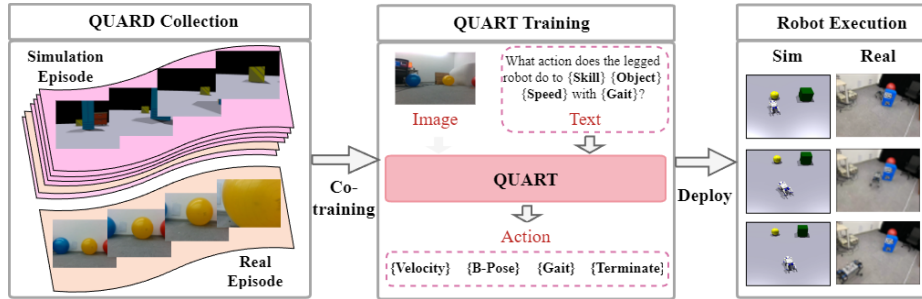 QUARD Collection
Simulation
Episode
Real
Episode
Co-
training
QUART Training
What action does the legged
robot do to {Skill} {Object}
{Speed} with {Gait}?
Image
Text
QUART
Action
{Velocity} {B-Pose} {Gait} {Terminate}
Deploy
Robot Execution
Sim
Real